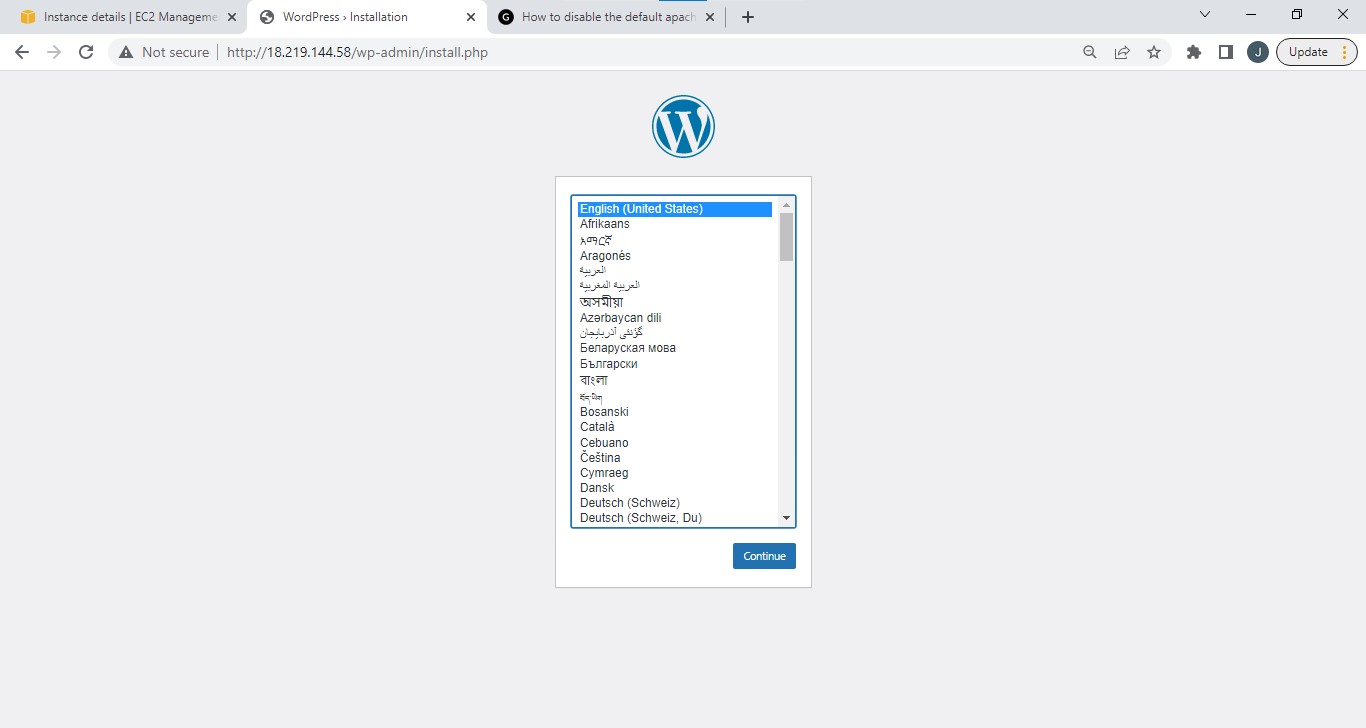 Instance details | EC2 Manageme
WordPress › Installation
How to disable the default apach
Not secure
http://18.219.144.58/wp-admin/install.php
J
Update
English (United States)
Afrikaans
አማርኛ
Aragonés
العربية
العربية المغربية
অসমীয়া
Azərbaycan dili
گؤنئی آذربایجان
Беларуская мова
Български
বাংলা
བོད་ཡིག
Bosanski
Català
Cebuano
Čeština
Cymraeg
Dansk
Deutsch (Schweiz)
Deutsch (Schweiz, Du)
Continue